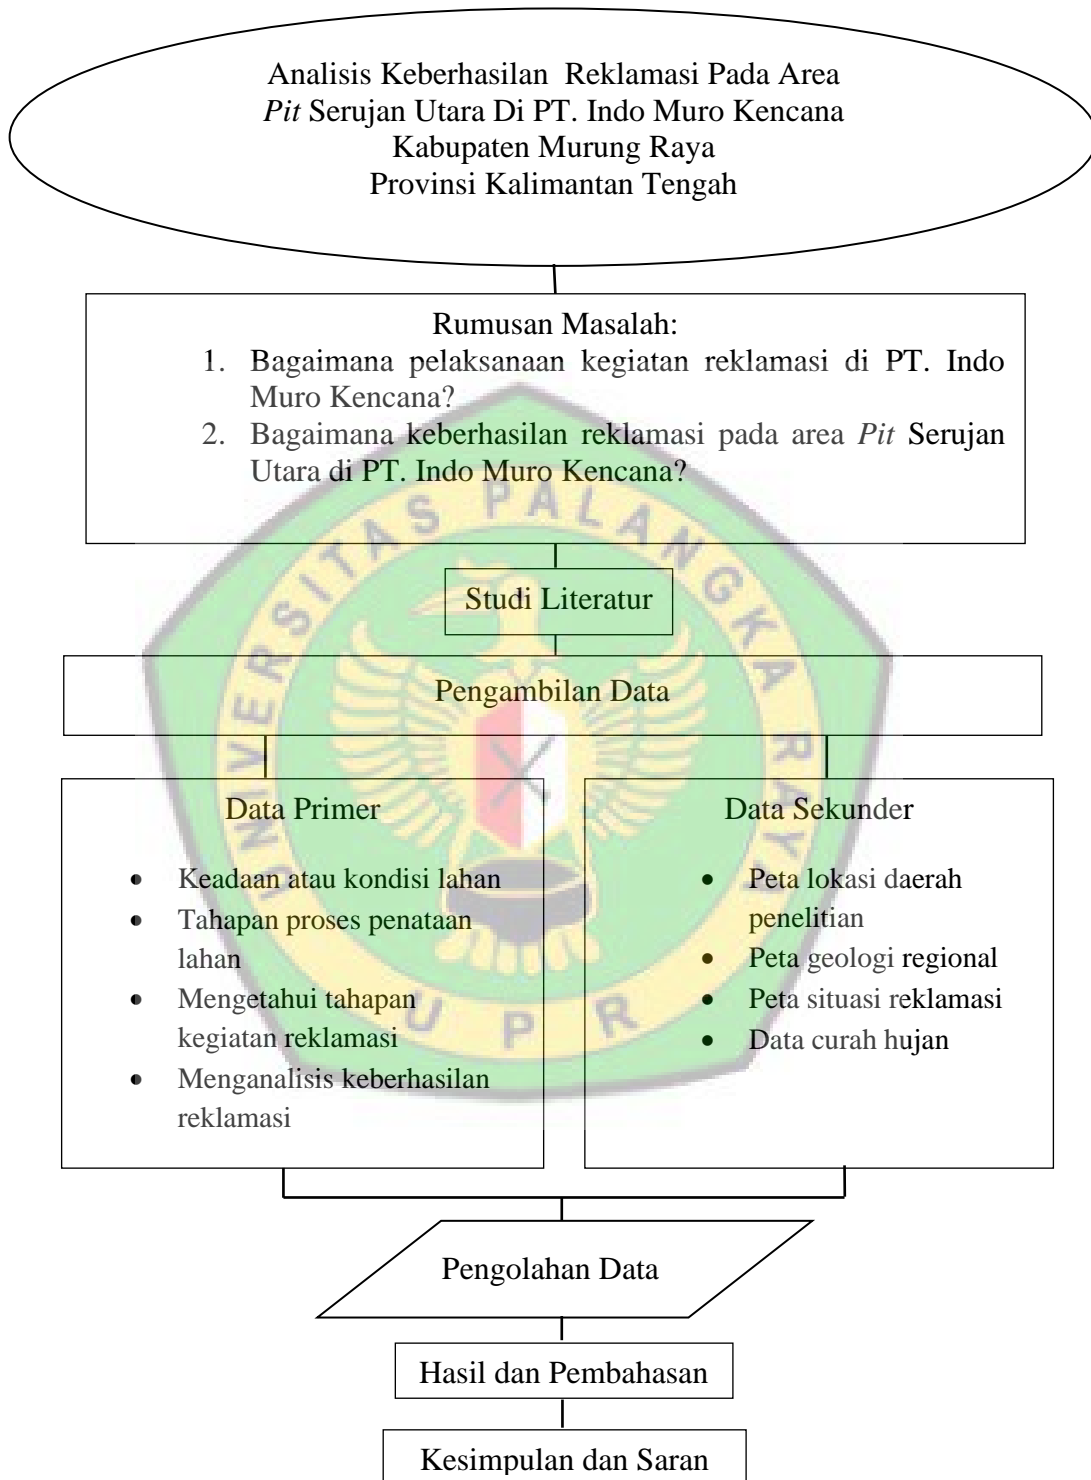 Analisis Keberhasilan Reklamasi Pada Area
Pit Serujan Utara Di PT. Indo Muro Kencana
Kabupaten Murung Raya
Provinsi Kalimantan Tengah
Rumusan Masalah:
1. Bagaimana pelaksanaan kegiatan reklamasi di PT. Indo
Muro Kencana?
2. Bagaimana keberhasilan reklamasi pada area Pit Serujan
Utara di PT. Indo Muro Kencana?
UNIVERSITAS PALANGKA RAYA
Studi Literatur
Pengambilan Data
Data Primer
• Keadaan atau kondisi lahan
• Tahapan proses penataan
lahan
• Mengetahui tahapan
kegiatan reklamasi
• Menganalisis keberhasilan
reklamasi
Data Sekunder
• Peta lokasi daerah
penelitian
• Peta geologi regional
• Peta situasi reklamasi
• Data curah hujan
U P R
Pengolahan Data
Hasil dan Pembahasan
Kesimpulan dan Saran